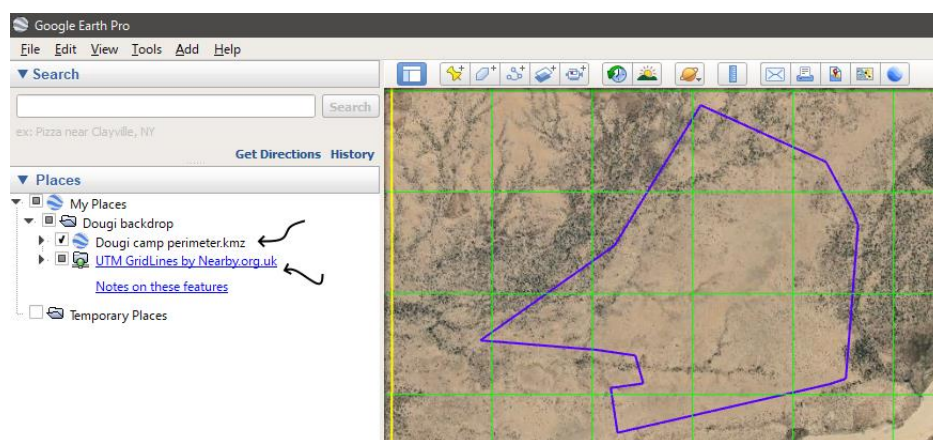 Google Earth Pro
File Edit View Tools Add Help
▼ Search
Search
ex: Pizza near Clayville, NY
Get Directions History
▼ Places
My Places
Dougi backdrop
Dougi camp perimeter.kmz
UTM GridLines by Nearby.org.uk
Notes on these features
Temporary Places